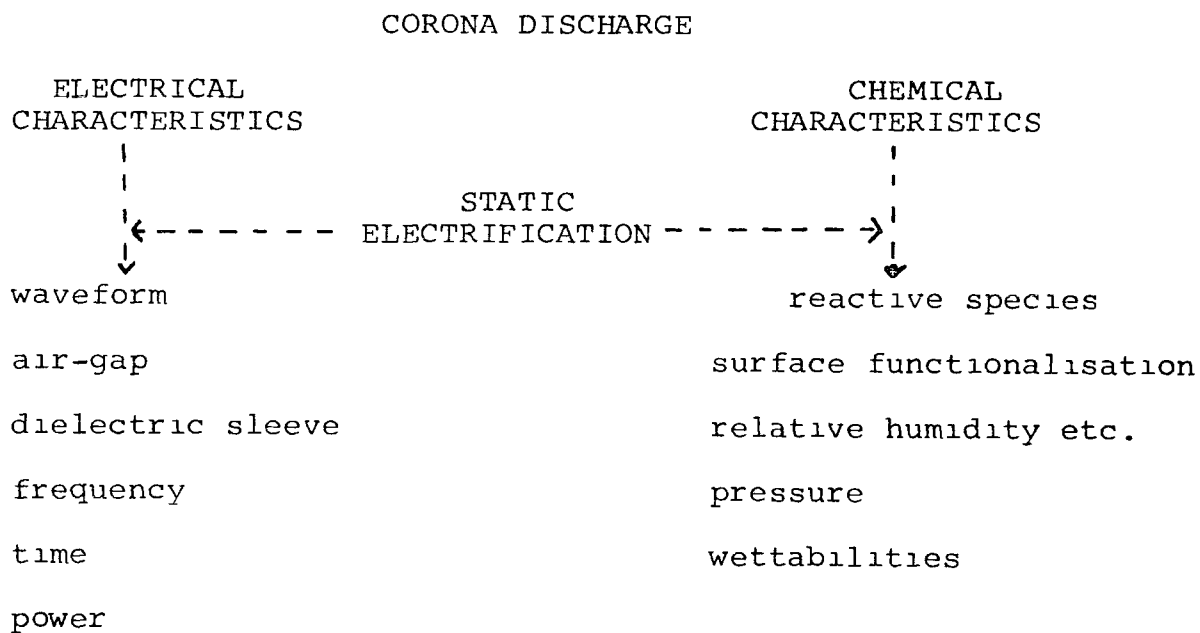 CORONA DISCHARGE
ELECTRICAL
CHARACTERISTICS
CHEMICAL
CHARACTERISTICS
STATIC
ELECTRIFICATION
waveform
air-gap
dielectric sleeve
frequency
time
power
reactive species
surface functionalisation
relative humidity etc.
pressure
wettabilities